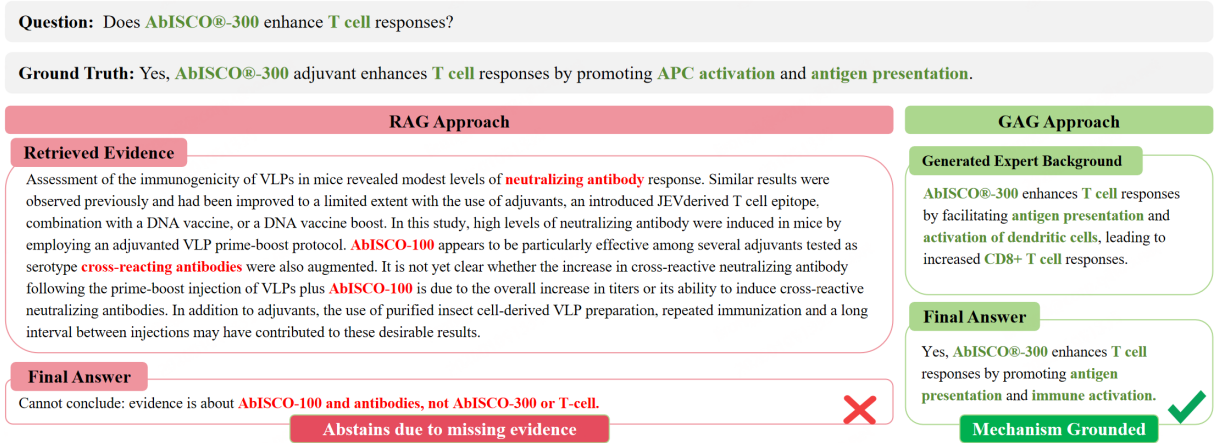 Question: Does AbISCO®-300 enhance T cell responses?
Ground Truth: Yes, AbISCO®-300 adjuvant enhances T cell responses by promoting APC activation and antigen presentation.
RAG Approach
Retrieved Evidence
Assessment of the immunogenicity of VLPs in mice revealed modest levels of neutralizing antibody response. Similar results were
observed previously and had been improved to a limited extent with the use of adjuvants, an introduced JEVderived T cell epitope,
combination with a DNA vaccine, or a DNA vaccine boost. In this study, high levels of neutralizing antibody were induced in mice by
employing an adjuvanted VLP prime-boost protocol. AbISCO-100 appears to be particularly effective among several adjuvants tested as
serotype cross-reacting antibodies were also augmented. It is not yet clear whether the increase in cross-reactive neutralizing antibody
following the prime-boost injection of VLPs plus AbISCO-100 is due to the overall increase in titers or its ability to induce cross-reactive
neutralizing antibodies. In addition to adjuvants, the use of purified insect cell-derived VLP preparation, repeated immunization and a long
interval between injections may have contributed to these desirable results.
Final Answer
Cannot conclude: evidence is about AbISCO-100 and antibodies, not AbISCO-300 or T-cell.
Abstains due to missing evidence
GAG Approach
Generated Expert Background
AbISCO®-300 enhances T cell responses
by facilitating antigen presentation and
activation of dendritic cells, leading to
increased CD8+ T cell responses.
Final Answer
Yes, AbISCO®-300 enhances T cell
responses by promoting antigen
presentation and immune activation.
Mechanism Grounded